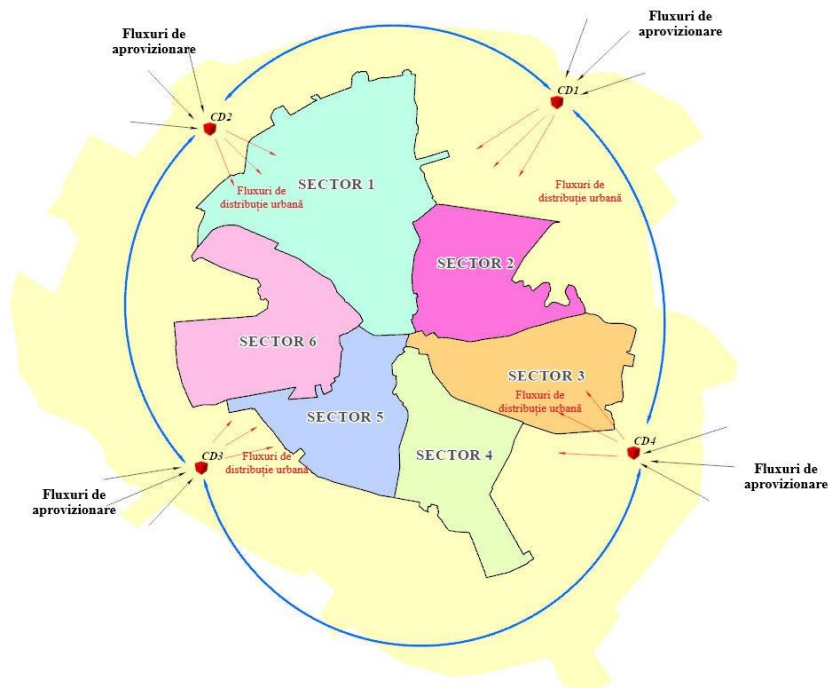 Fluxuri de
aprovizionare
Fluxuri de
aprovizionare
CD1
CD2
SECTOR 1
Fluxuri de
distribuție urbană
Fluxuri de
distribuție urbană
SECTOR 2
SECTOR 6
SECTOR 3
Fluxuri de
distribuție urbană
SECTOR 5
CD4
SECTOR 4
CD3
Fluxuri de
distribuție urbană
Fluxuri de
aprovizionare
Fluxuri de
aprovizionare